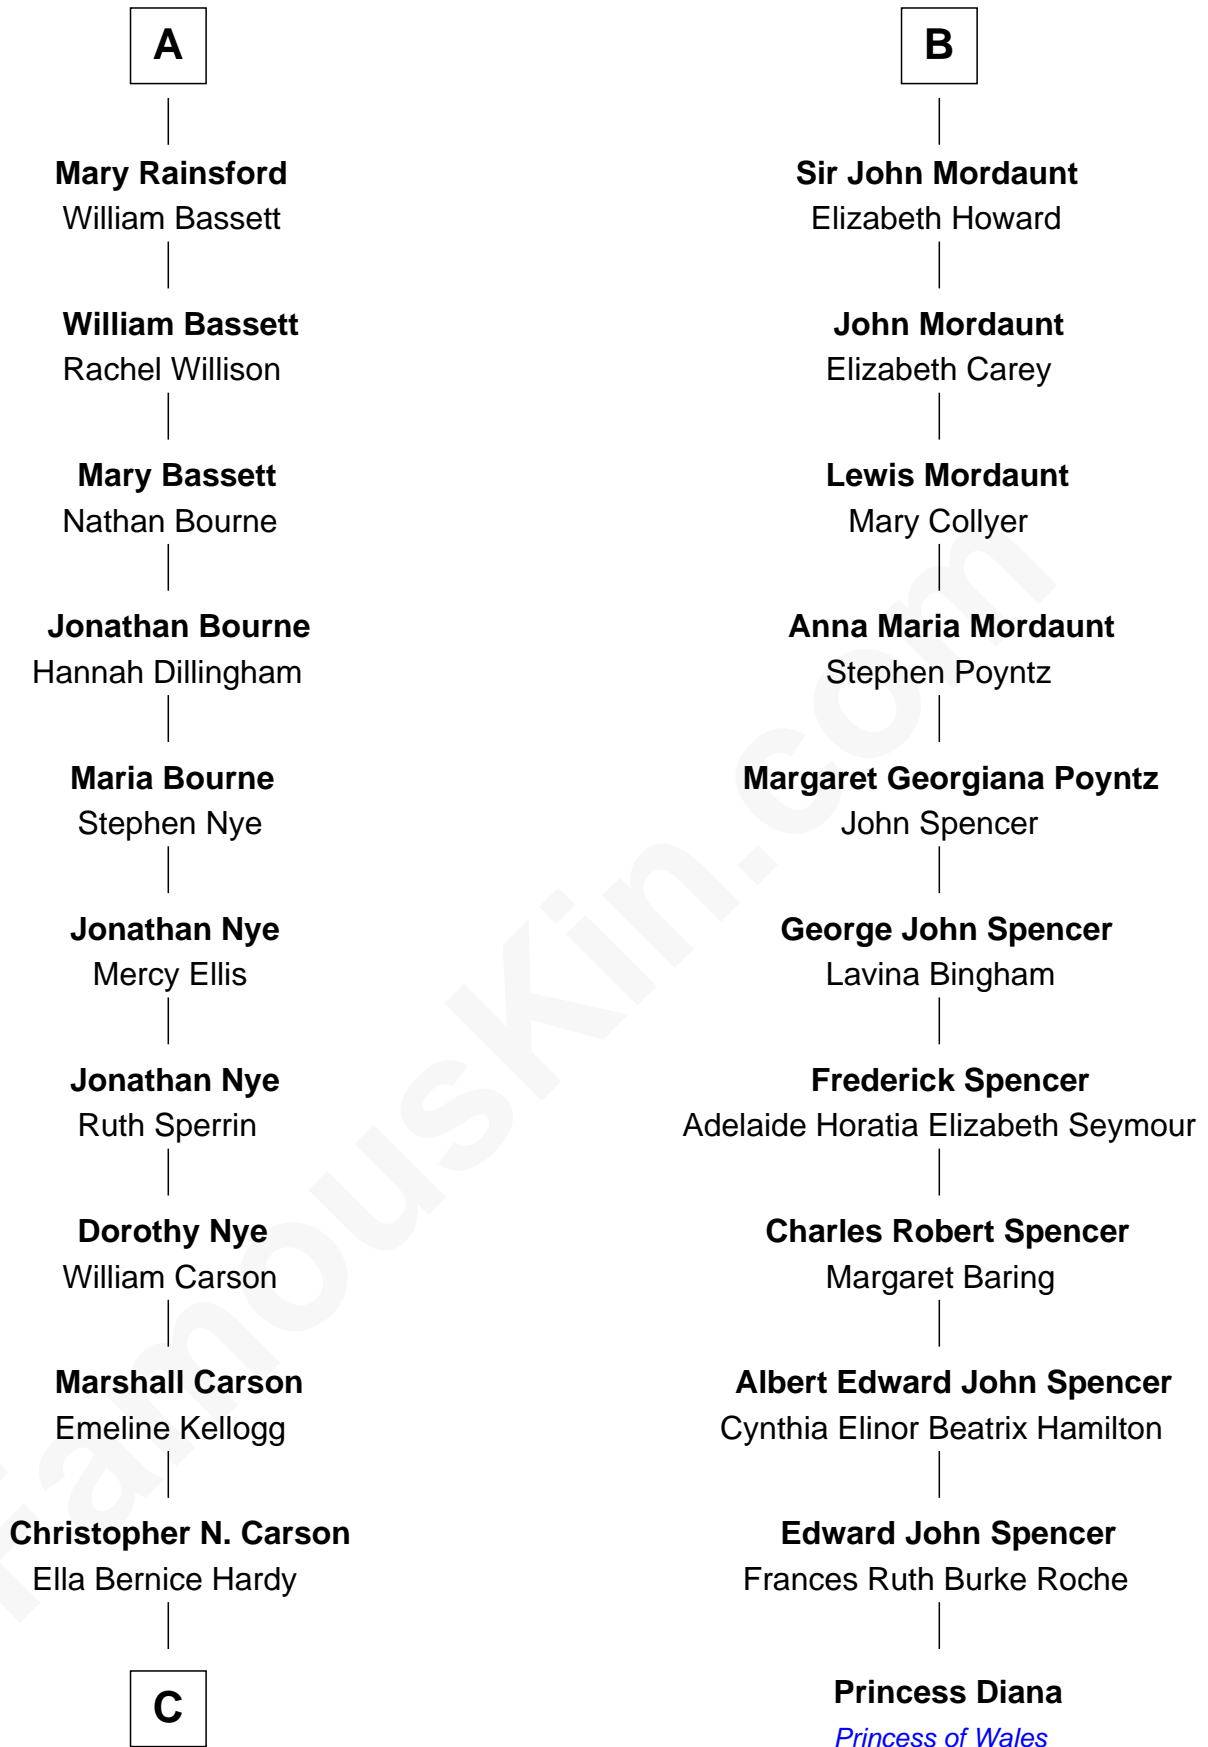 A
Mary Rainsford
William Bassett
William Bassett
Rachel Willison
Mary Bassett
Nathan Bourne
Jonathan Bourne
Hannah Dillingham
Maria Bourne
Stephen Nye
Jonathan Nye
Mercy Ellis
Jonathan Nye
Ruth Sperrin
Dorothy Nye
William Carson
Marshall Carson
Emeline Kellogg
Christopher N. Carson
Ella Bernice Hardy
C
B
Sir John Mordaunt
Elizabeth Howard
John Mordaunt
Elizabeth Carey
Lewis Mordaunt
Mary Collyer
Anna Maria Mordaunt
Stephen Poyntz
Margaret Georgiana Poyntz
John Spencer
George John Spencer
Lavina Bingham
Frederick Spencer
Adelaide Horatia Elizabeth Seymour
Charles Robert Spencer
Margaret Baring
Albert Edward John Spencer
Cynthia Elinor Beatrix Hamilton
Edward John Spencer
Frances Ruth Burke Roche
Princess Diana
Princess of Wales
FamousKin.com